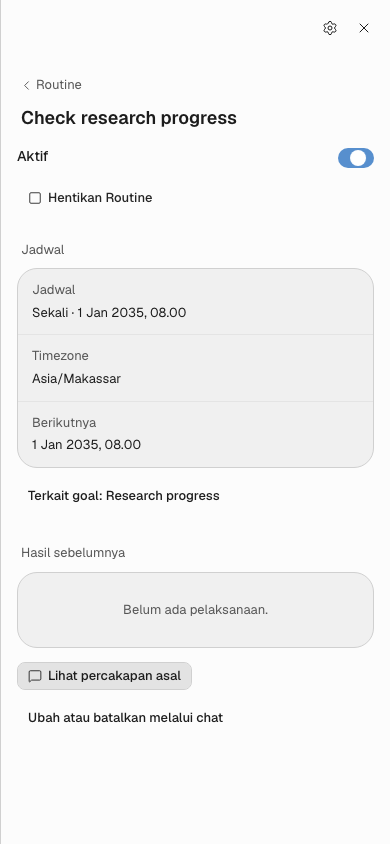 Routine
Check research progress
Aktif
Hentikan Routine
Jadwal
Jadwal
Sekali · 1 Jan 2035, 08.00
Timezone
Asia/Makassar
Berikutnya
1 Jan 2035, 08.00
Terkait goal: Research progress
Hasil sebelumnya
Belum ada pelaksanaan.
Lihat percakapan asal
Ubah atau batalkan melalui chat